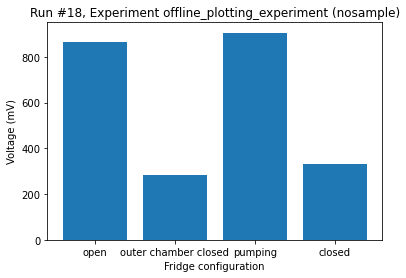 Run #18, Experiment offline_plotting_experiment (nosample)
Voltage (mV)
800
600
400
200
0
open outer chamber closed pumping closed
Fridge configuration